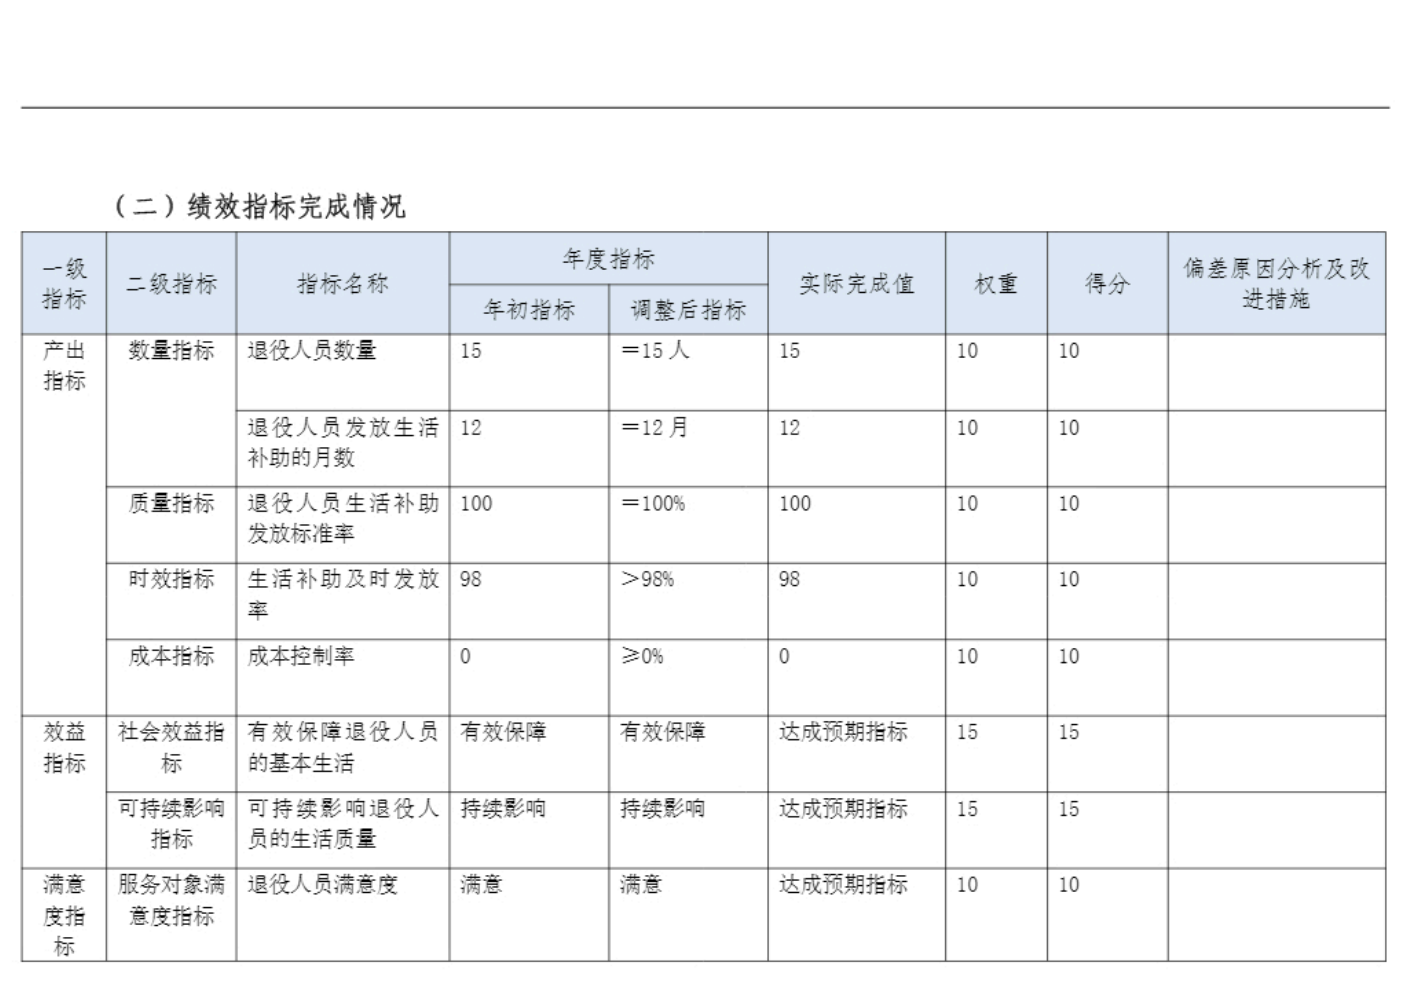 （二）绩效指标完成情况
一级
指标
二级指标
指标名称
年度指标
年初指标
调整后指标
实际完成值
权重
得分
偏差原因分析及改
进措施
产出
指标
数量指标
退役人员数量
15
＝15 人
15
10
10
退役人员发放生活
补助的月数
12
＝12 月
12
10
10
质量指标
退役人员生活补助
发放标准率
100
＝100%
100
10
10
时效指标
生活补助及时发放
率
98
＞98%
98
10
10
成本指标
成本控制率
0
≥0%
0
10
10
效益
指标
社会效益指
标
有效保障退役人员
的基本生活
有效保障
有效保障
达成预期指标
15
15
可持续影响
指标
可持续影响退役人
员的生活质量
持续影响
持续影响
达成预期指标
15
15
满意
度指
标
服务对象满
意度指标
退役人员满意度
满意
满意
达成预期指标
10
10